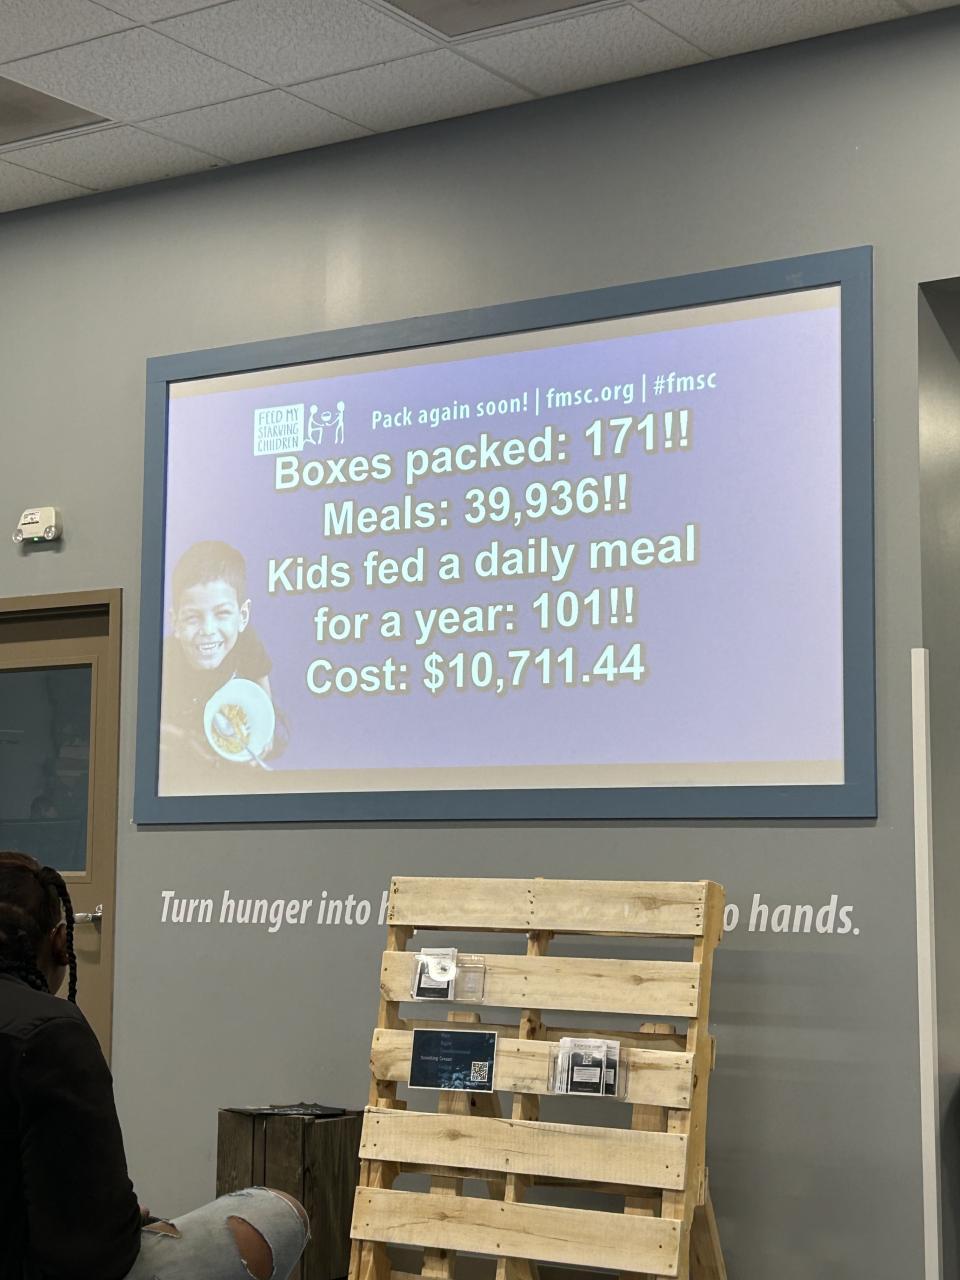 FEED MY
STARVING
CHILDREN
Pack again soon! | fmsc.org | #fmsc
Boxes packed: 171!!
Meals: 39,936!!
Kids fed a daily meal
for a year: 101!!
Cost: $10,711.44
Turn hunger into hands.